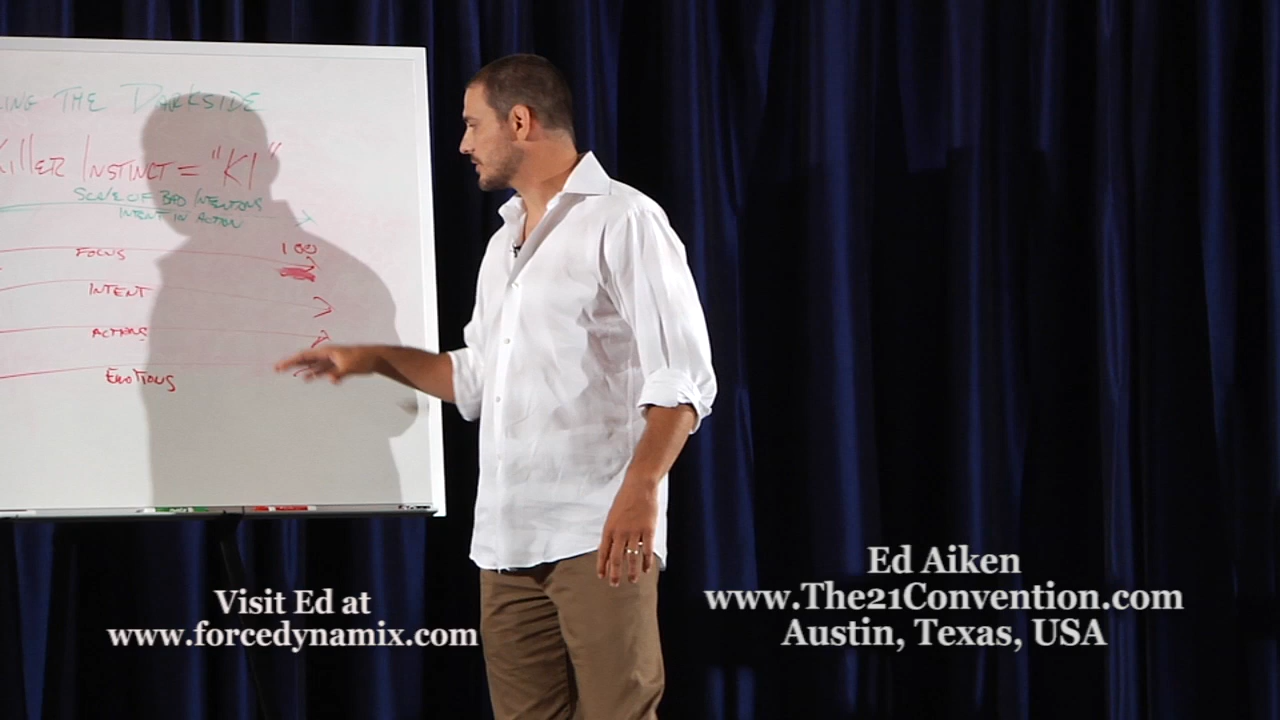 THE DARKSIDE
KILLER INSTINCT = "KI"
SCALE OF BAD INTENTIONS
INTENT IN ACTION
FOCUS
100
INTENT
ACTIONS
EMOTIONS
Visit Ed at
www.forcedynamix.com
Ed Aiken
www.The21Convention.com
Austin, Texas, USA